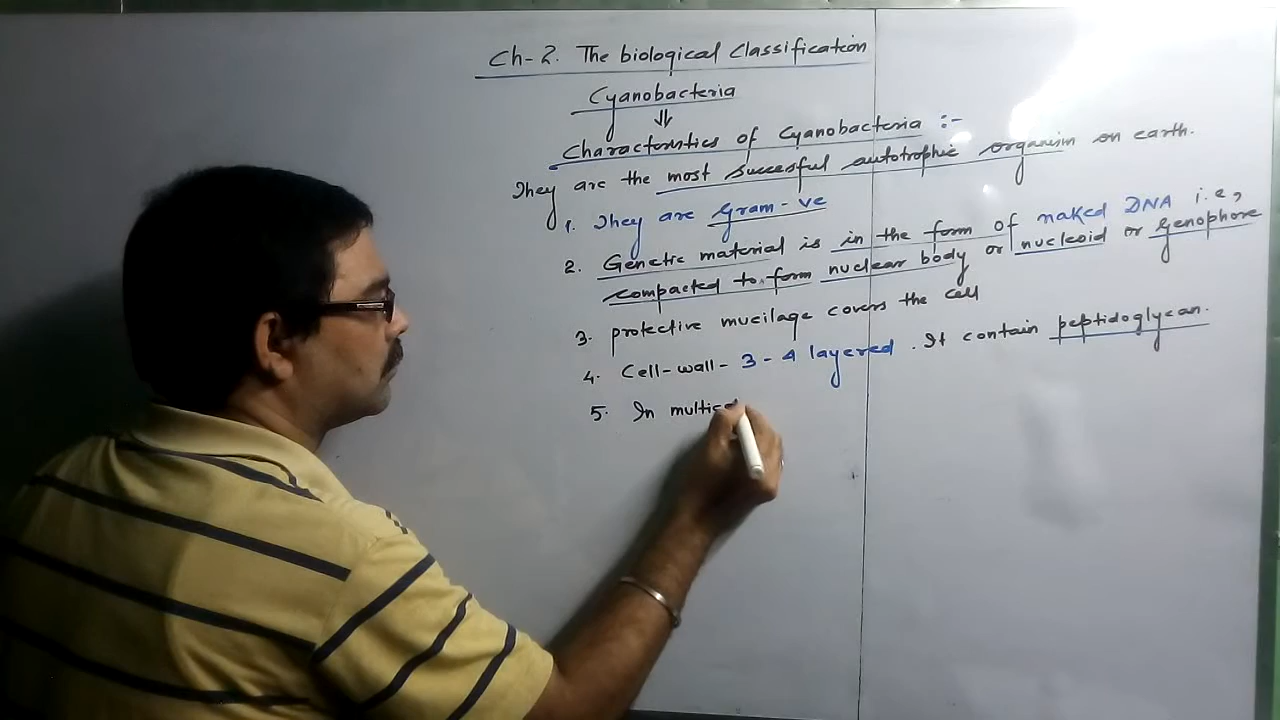 Ch-2. The biological Classification
Cyanobacteria
⇓
Characteristics of Cyanobacteria :-
They are the most succesful autotrophic organism on earth.
1. They are Gram-ve
2. Genetic material is in the form of naked DNA i.e,
compacted to form nuclear body or nucleoid or Genophore
3. protective mucilage covers the cell
4. Cell-wall- 3-4 layered. It contain peptidoglycan.
5. In multice